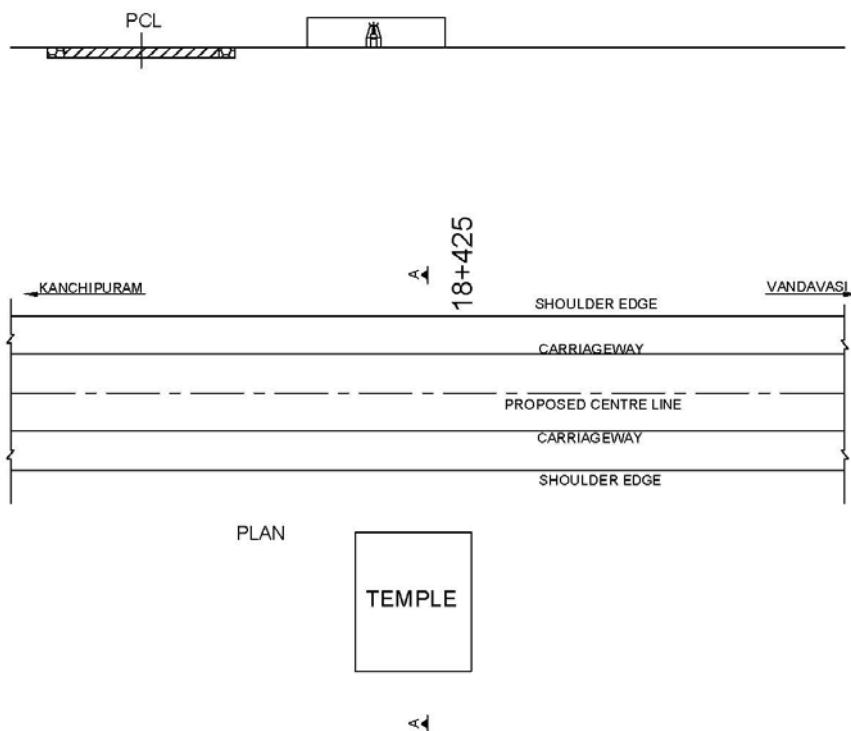 PCL
A
18+425
KANCHIPURAM
VANDAVASI
SHOULDER EDGE
CARRIAGEWAY
PROPOSED CENTRE LINE
CARRIAGEWAY
SHOULDER EDGE
PLAN
TEMPLE
A